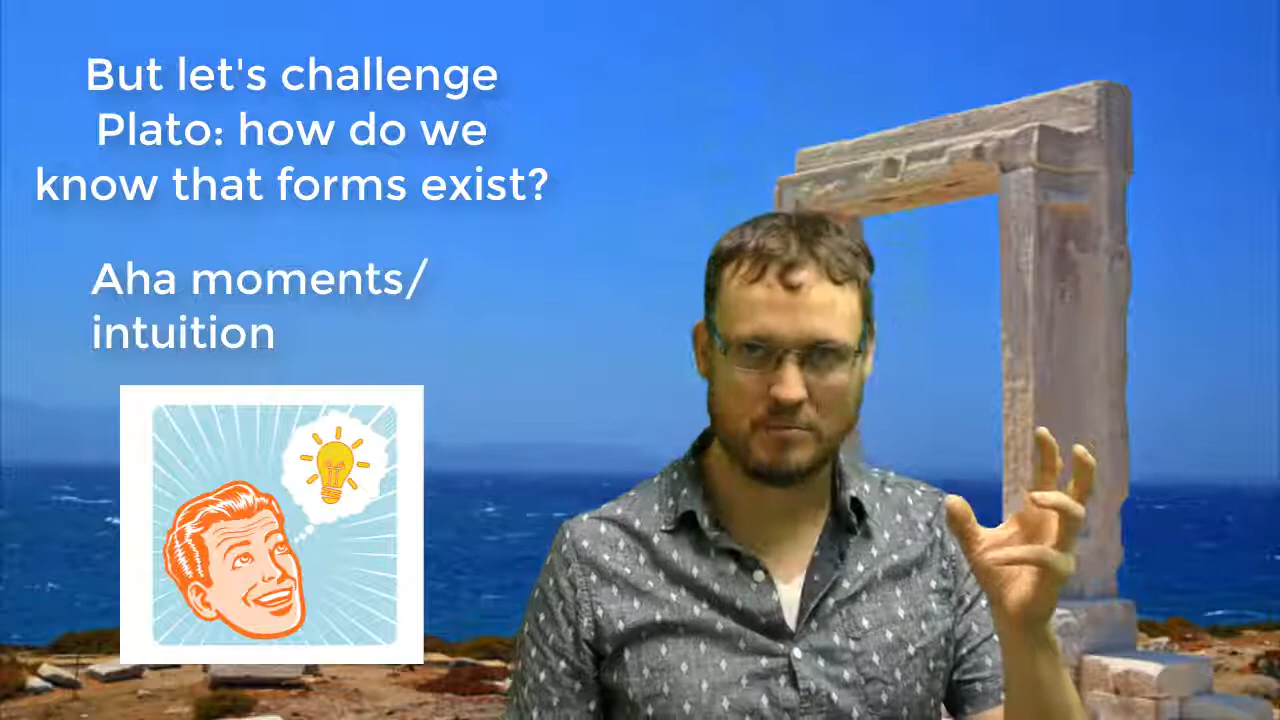 But let's challenge
Plato: how do we
know that forms exist?
Aha moments/
intuition